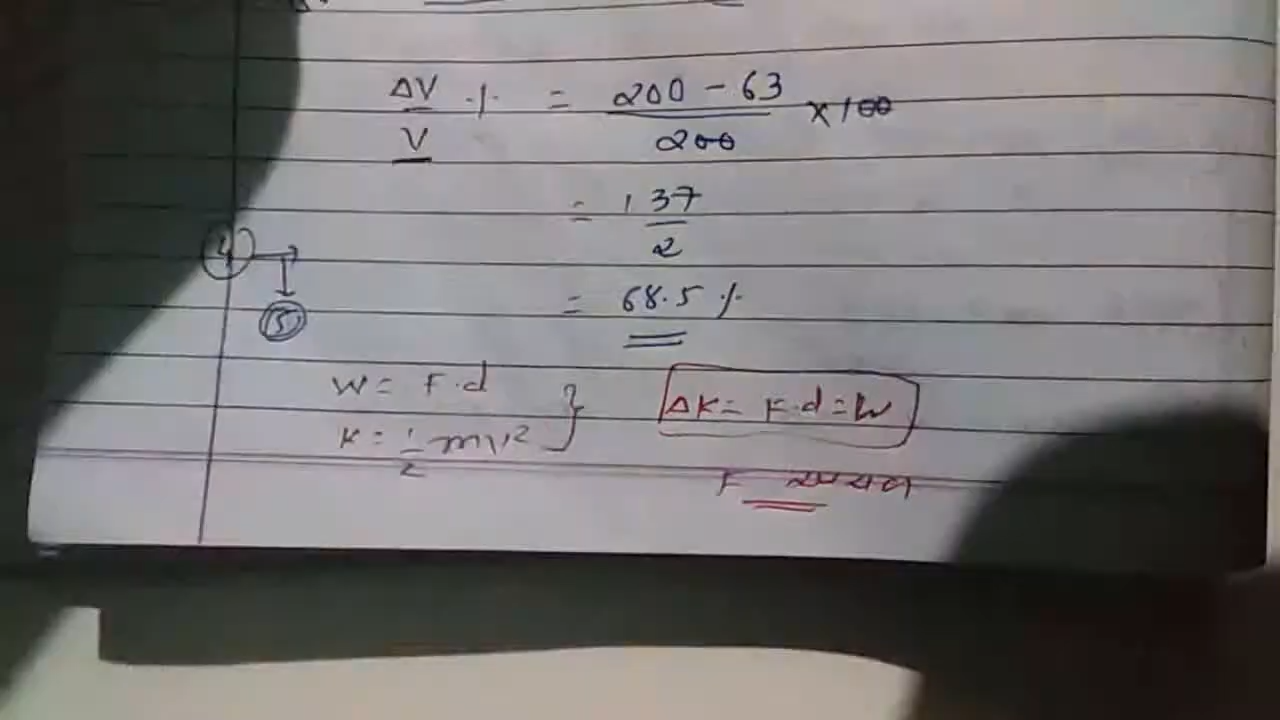 ΔV/V ·/. = (200 - 63)/200 × 100
= 137/2
= 68.5 ·/.
4 →
↓
5
W = F.d
K = 1/2 mv² }
ΔK = F.d = W
F